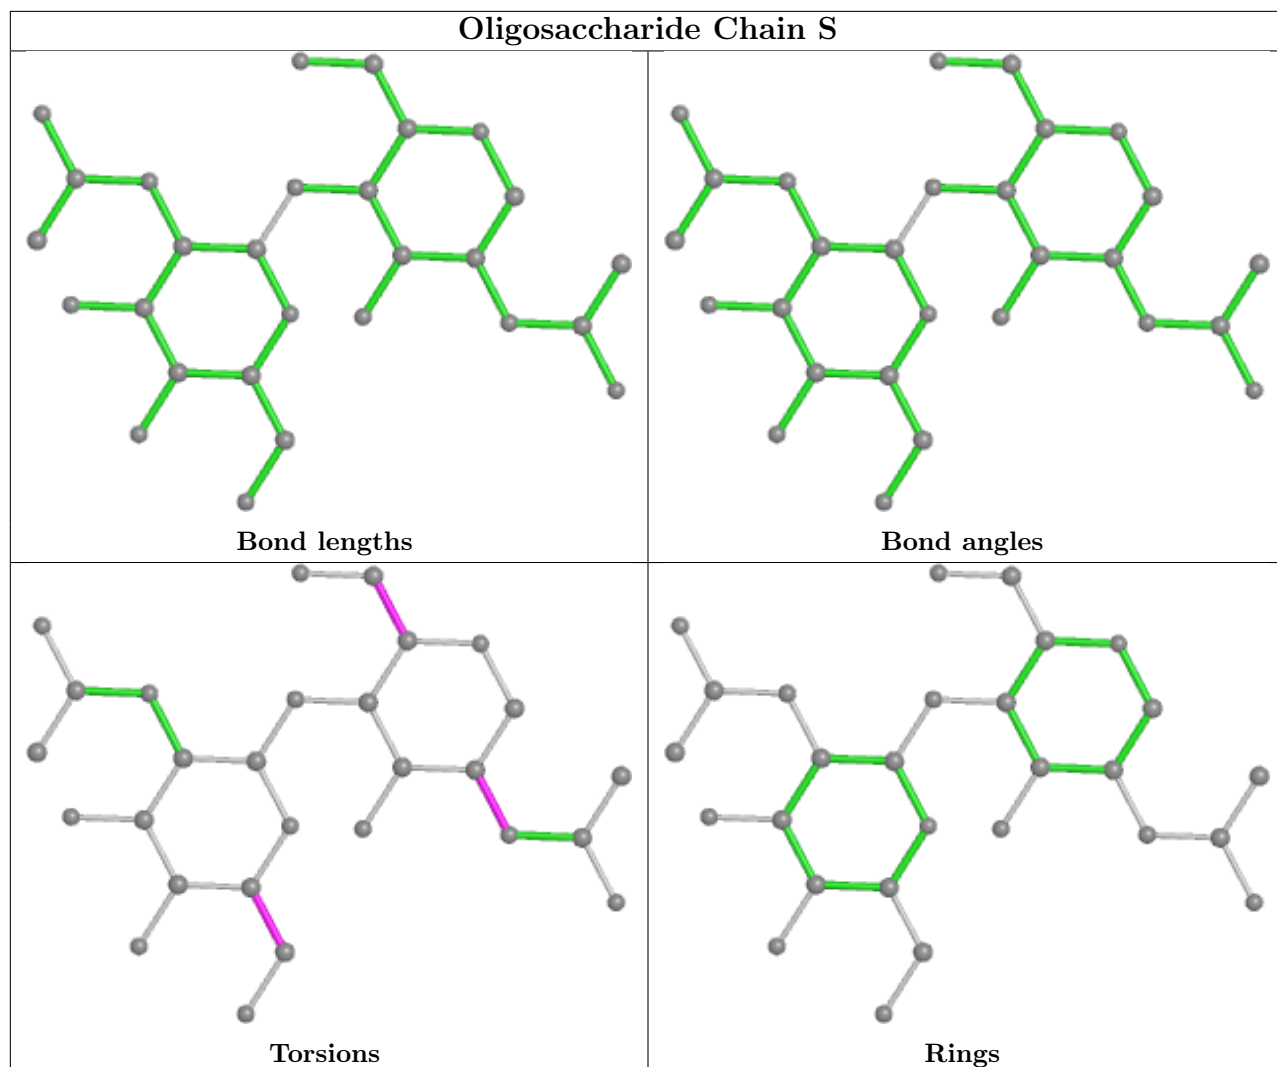 Oligosaccharide Chain S
Bond lengths
Bond angles
Torsions
Rings